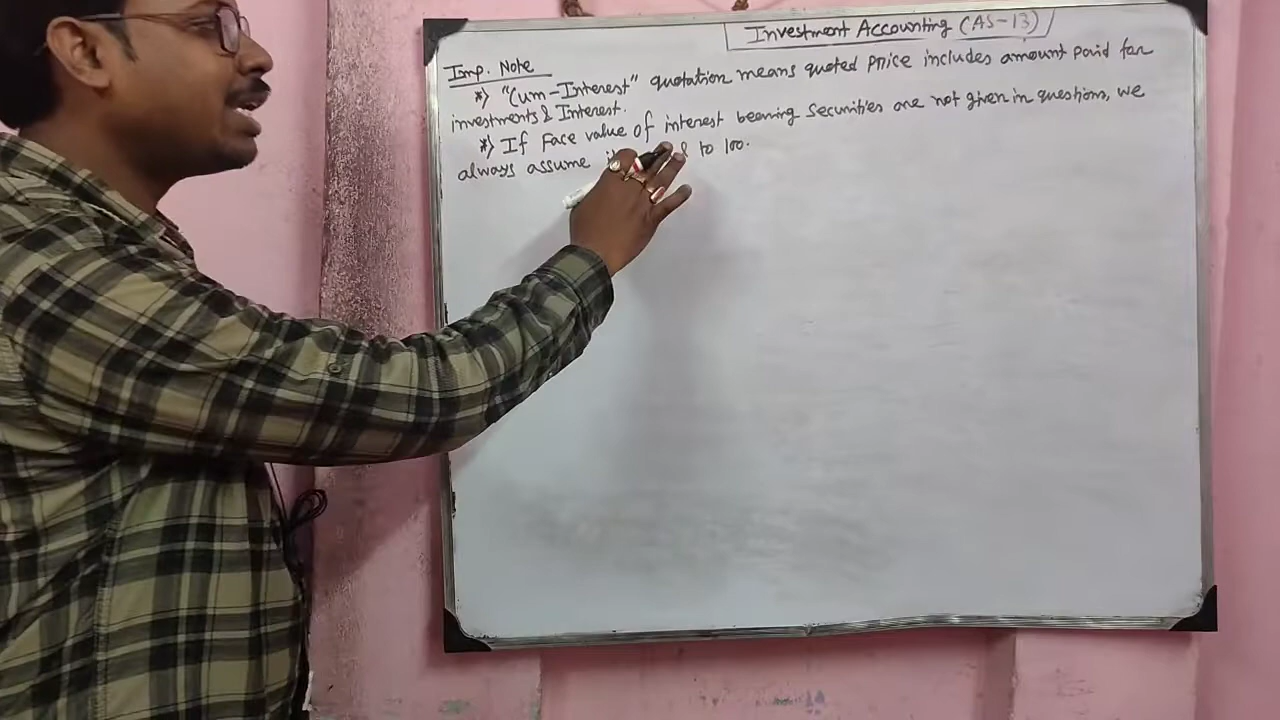 Investment Accounting (AS-13)
Imp. Note
*) "Cum-Interest" quotation means quoted price includes amount paid for
investments & Interest.
*) If Face value of interest bearing securities are not given in questions, we
always assume to 100.